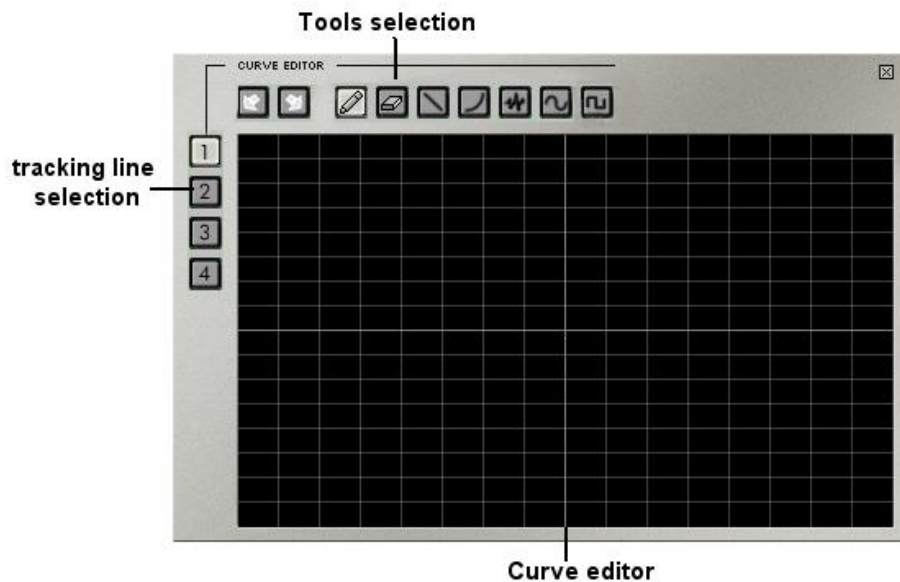 Tools selection
CURVE EDITOR
1
tracking line
selection
2
3
4
Curve editor